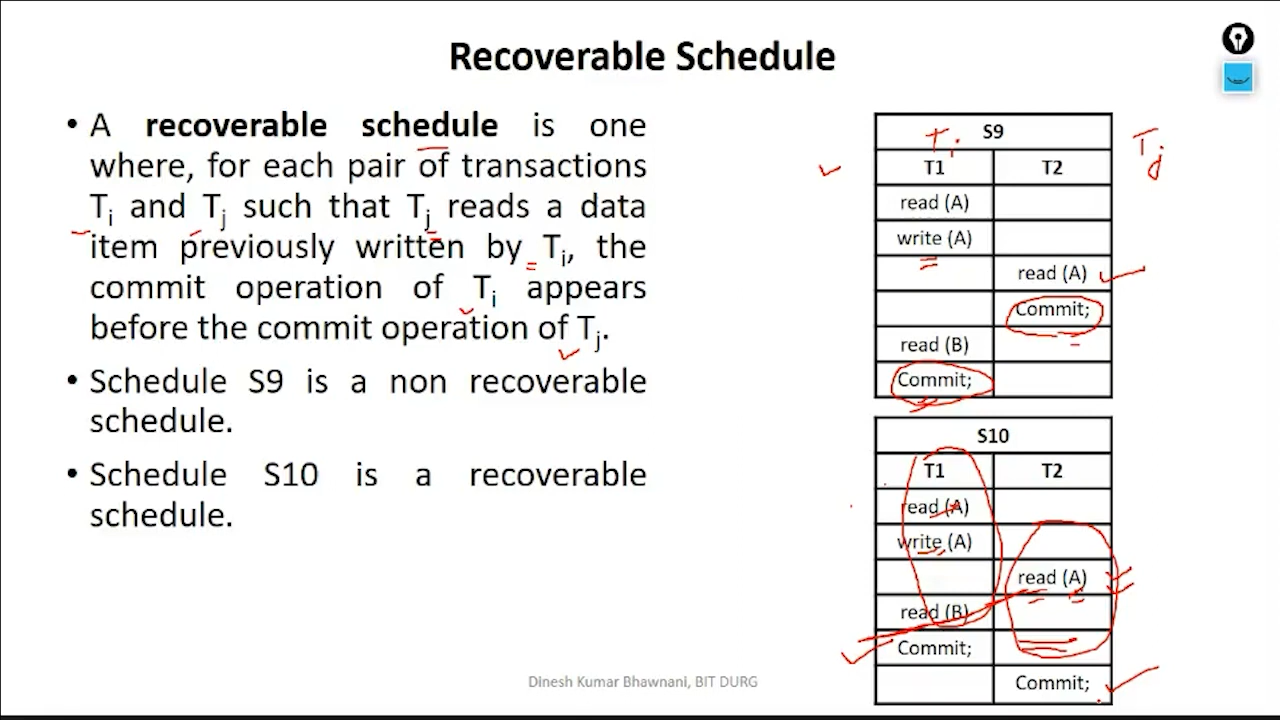 Recoverable Schedule
• A recoverable schedule is one
where, for each pair of transactions
Ti and Tj such that Tj reads a data
item previously written by Ti, the
commit operation of Ti appears
before the commit operation of Tj.
• Schedule S9 is a non recoverable
schedule.
• Schedule S10 is a recoverable
schedule.
S9
Ti
Tj
T1 T2
read (A)
write (A)
read (A)
Commit;
read (B)
Commit;
S10
T1 T2
read (A)
write (A)
read (A)
read (B)
Commit;
Commit;
Dinesh Kumar Bhawnani, BIT DURG